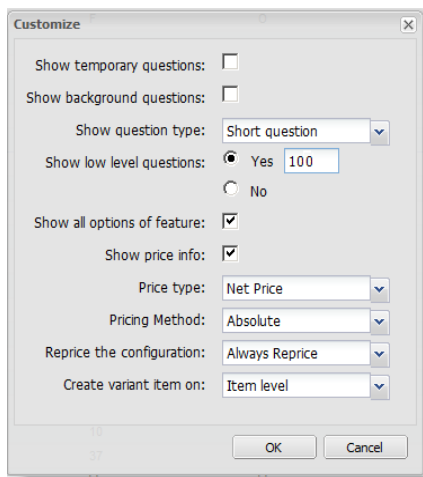 Customize
Show temporary questions:
Show background questions:
Show question type: Short question
Show low level questions: Yes 100
No
Show all options of feature:
Show price info:
Price type: Net Price
Pricing Method: Absolute
Reprice the configuration: Always Reprice
Create variant item on: Item level
10
37
OK Cancel